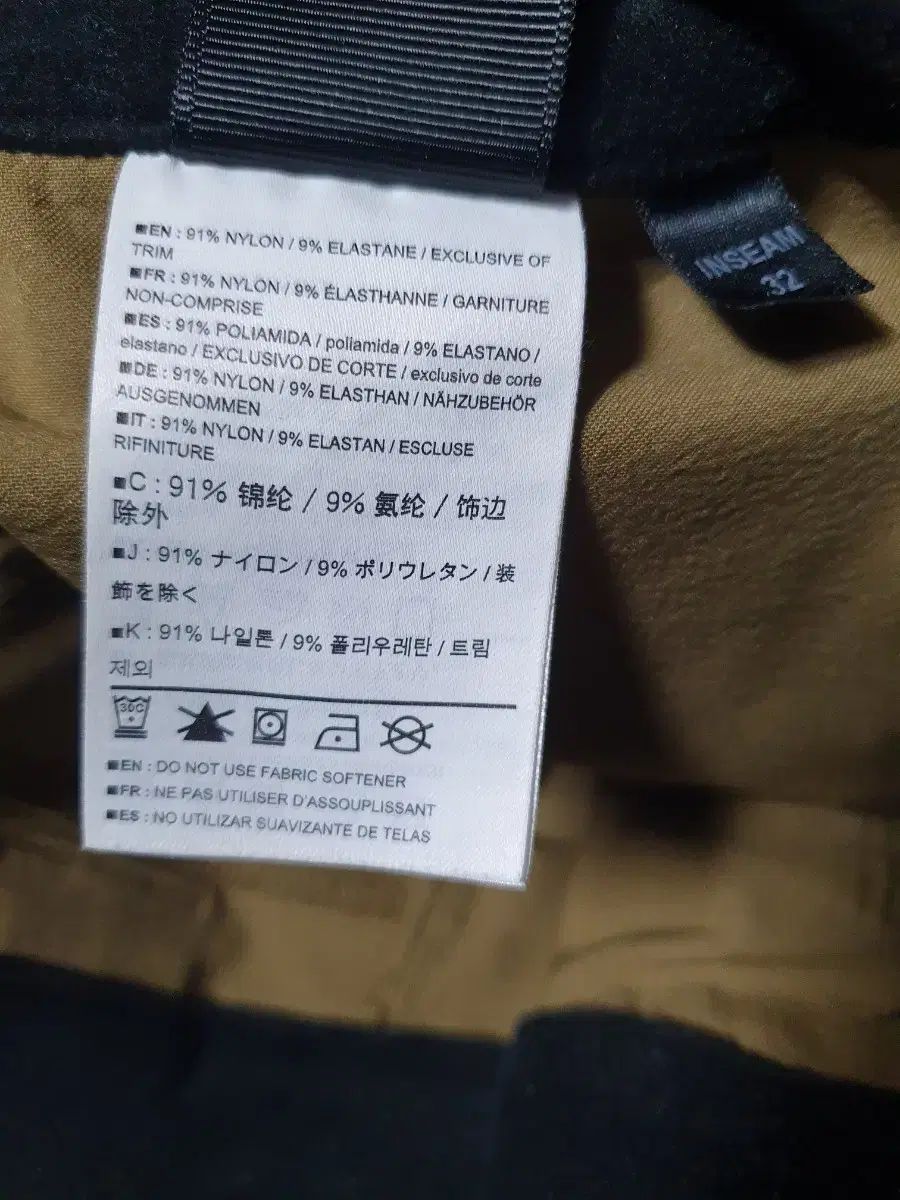 ■EN : 91% NYLON / 9% ELASTANE / EXCLUSIVE OF
TRIM
■FR : 91% NYLON / 9% ÉLASTHANNE / GARNITURE
NON-COMPRISE
■ES : 91% POLIAMIDA / poliamida / 9% ELASTANO /
elastano / EXCLUSIVO DE CORTE / exclusivo de corte
■DE : 91% NYLON / 9% ELASTHAN / NÄHZUBEHÖR
AUSGENOMMEN
■IT : 91% NYLON / 9% ELASTAN / ESCLUSE
RIFINITURE
■C : 91% 锦纶 / 9% 氨纶 / 饰边
除外
■J : 91% ナイロン / 9% ポリウレタン / 装
飾を除く
■K : 91% 나일론 / 9% 폴리우레탄 / 트림
제외
30C
■EN : DO NOT USE FABRIC SOFTENER
■FR : NE PAS UTILISER D'ASSOUPLISSANT
■ES : NO UTILIZAR SUAVIZANTE DE TELAS
INSEAM
32